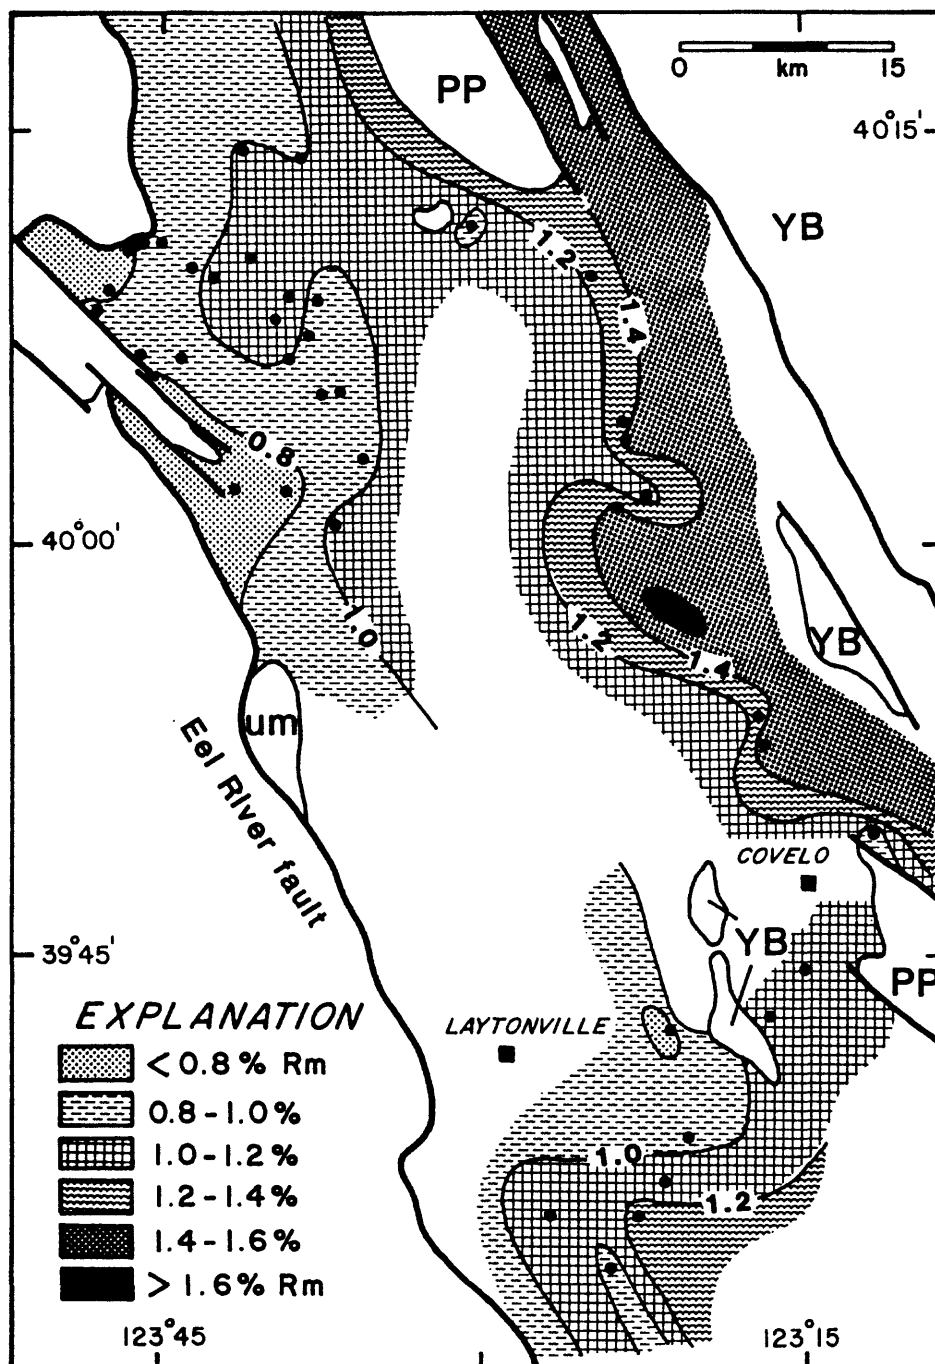 PP
0 km 15
40°15'
YB
1.2
1.4
0.8
40°00'
1.0
1.2
1.4
YB
um
Eel River fault
COVELO
39°45'
YB
PP
EXPLANATION
LAYTONVILLE
< 0.8 % Rm
0.8 - 1.0 %
1.0 - 1.2 %
1.0
1.2 - 1.4 %
1.2
1.4 - 1.6 %
> 1.6 % Rm
123°45
123°15